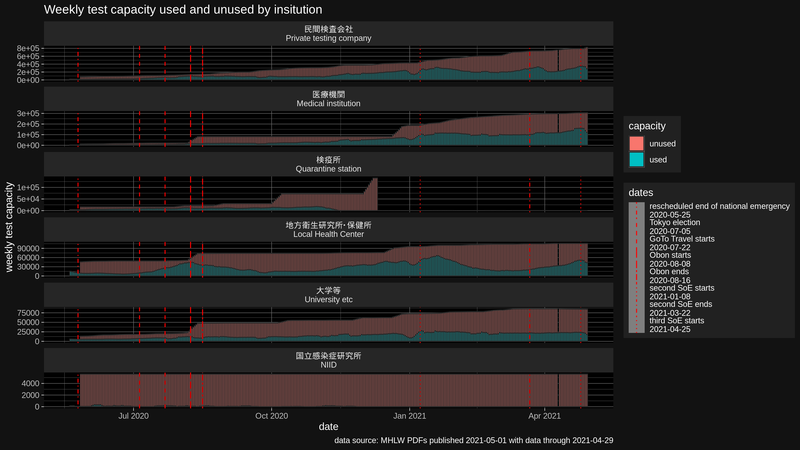 Weekly test capacity used and unused by insitution
民間検査会社
Private testing company
8e+05
6e+05
4e+05
2e+05
0e+00
医療機関
Medical institution
3e+05
2e+05
1e+05
0e+00
検疫所
Quarantine station
1e+05
5e+04
0e+00
地方衛生研究所・保健所
Local Health Center
90000
60000
30000
0
大学等
University etc
75000
50000
25000
0
国立感染症研究所
NIID
4000
2000
0
weekly test capacity
Jul 2020
Oct 2020
Jan 2021
Apr 2021
date
data source: MHLW PDFs published 2021-05-01 with data through 2021-04-29
capacity
unused
used
dates
rescheduled end of national emergency
2020-05-25
Tokyo election
2020-07-05
GoTo Travel starts
2020-07-22
Obon starts
2020-08-08
Obon ends
2020-08-16
second SoE starts
2021-01-08
second SoE ends
2021-03-22
third SoE starts
2021-04-25